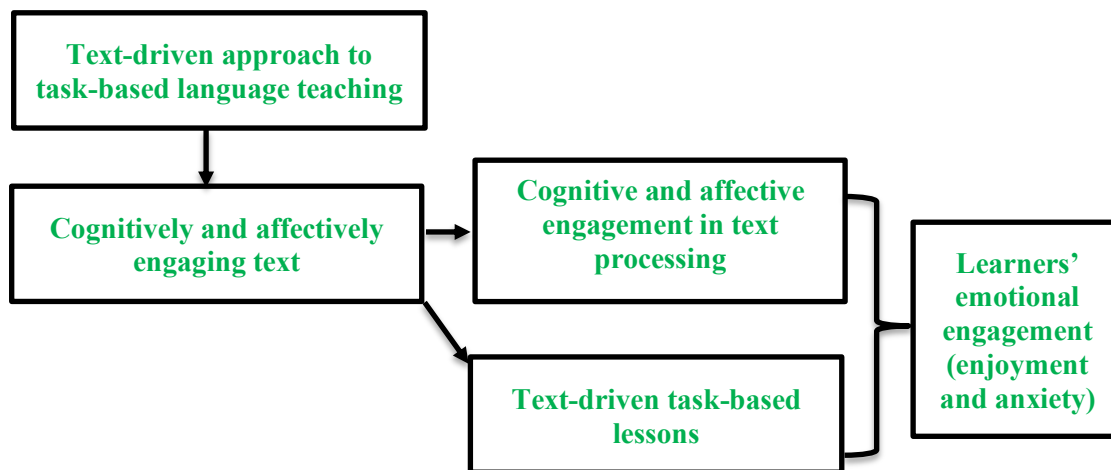 Text-driven approach to
task-based language teaching
Cognitively and affectively
engaging text
Cognitive and affective
engagement in text
processing
Text-driven task-based
lessons
Learners’
emotional
engagement
(enjoyment
and anxiety)